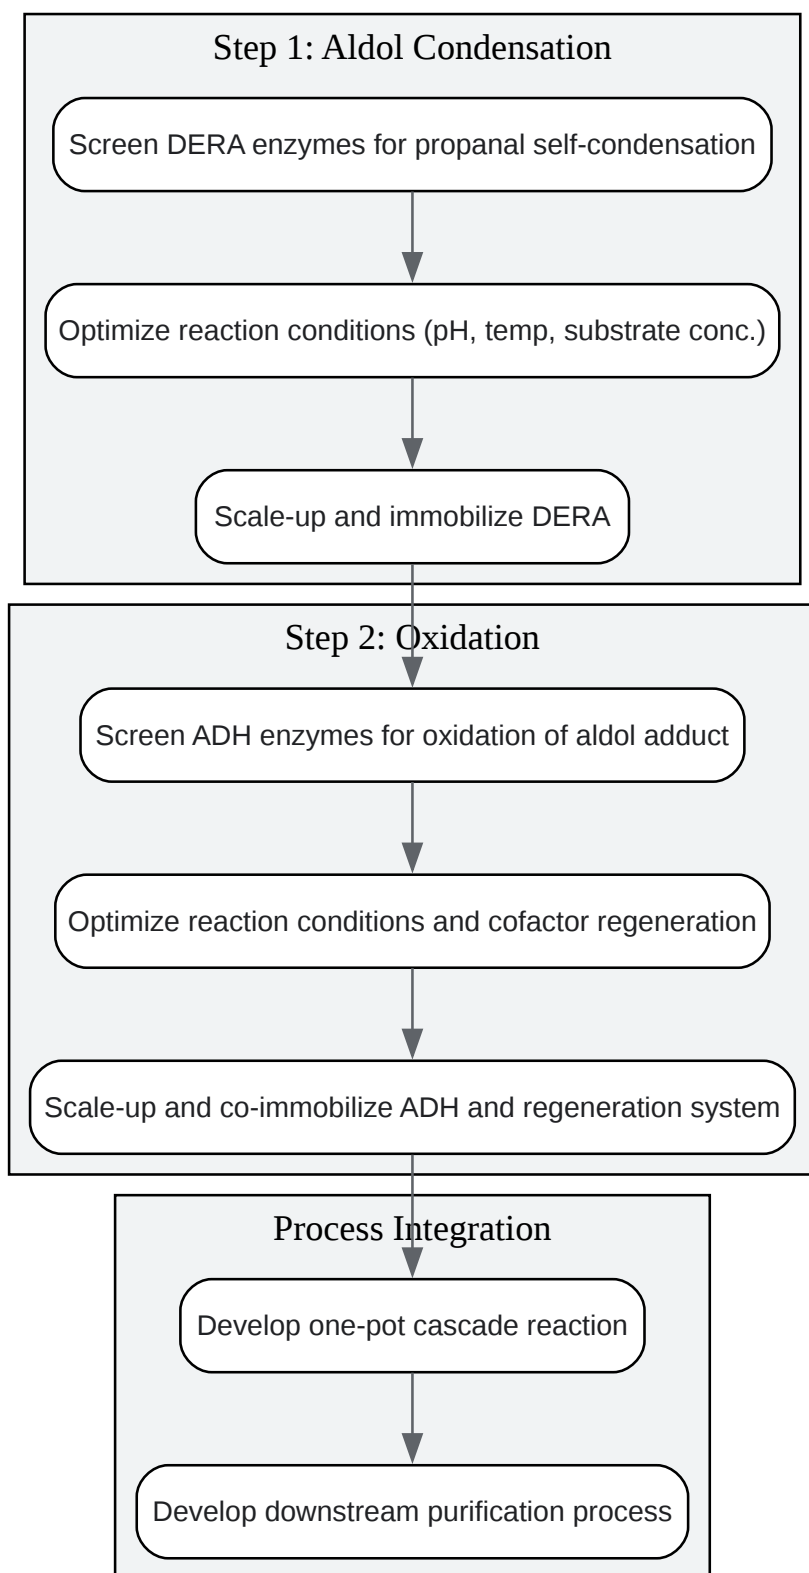 Step 1: Aldol Condensation
Screen DERA enzymes for propanal self-condensation
Optimize reaction conditions (pH, temp, substrate conc.)
Scale-up and immobilize DERA
Step 2: Oxidation
Screen ADH enzymes for oxidation of aldol adduct
Optimize reaction conditions and cofactor regeneration
Scale-up and co-immobilize ADH and regeneration system
Process Integration
Develop one-pot cascade reaction
Develop downstream purification process